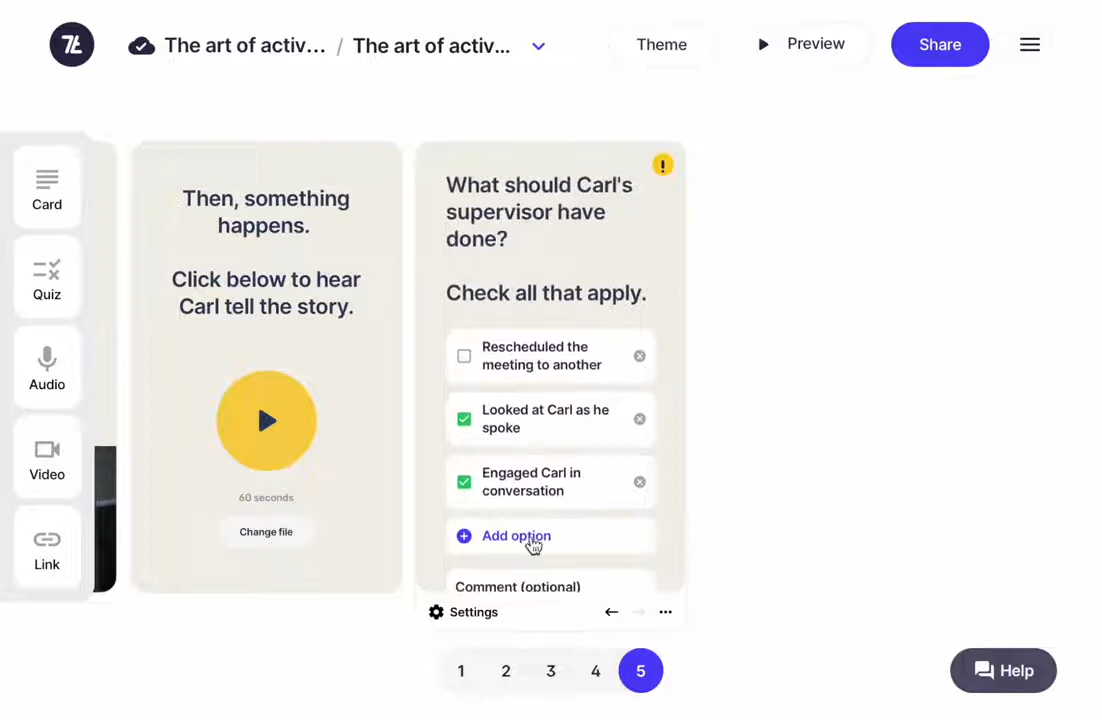 The art of activ... / The art of activ...
Theme
Preview
Share
Card
Quiz
Audio
Video
Link
Then, something
happens.
Click below to hear
Carl tell the story.
60 seconds
Change file
!
What should Carl's
supervisor have
done?
Check all that apply.
Rescheduled the
meeting to another
Looked at Carl as he
spoke
Engaged Carl in
conversation
Add option
Comment (optional)
Settings
1 2 3 4 5
Help